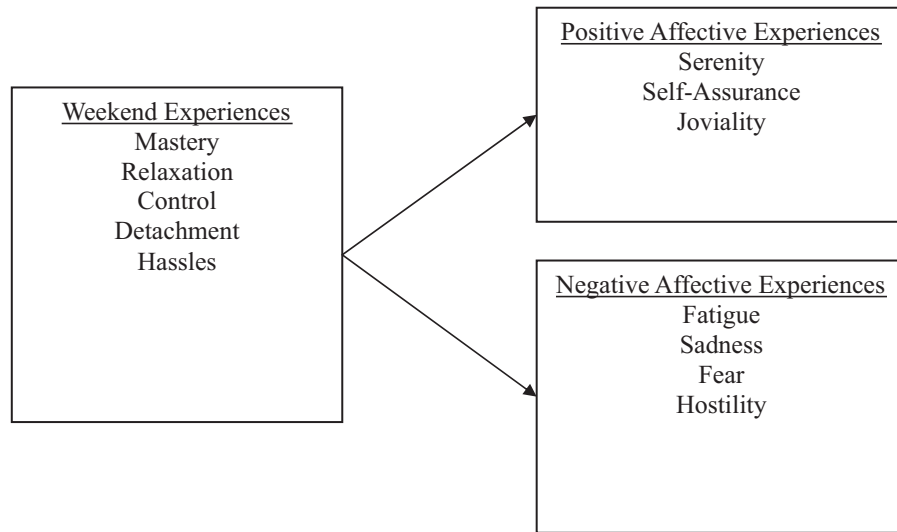 Weekend Experiences
Mastery
Relaxation
Control
Detachment
Hassles
Positive Affective Experiences
Serenity
Self-Assurance
Joviality
Negative Affective Experiences
Fatigue
Sadness
Fear
Hostility